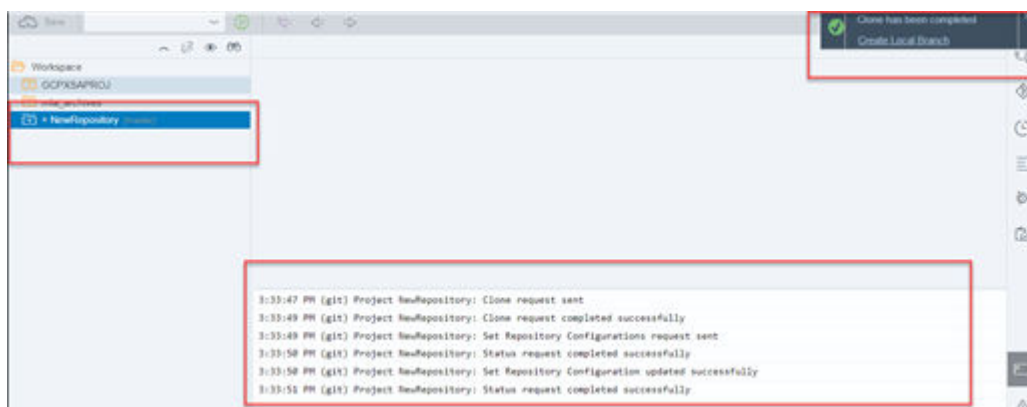 Save
Clone has been completed
Create Local Branch
Workspace
GCPXSAPROJ
mta_archives
+ NewRepository [master]
3:33:47 PM (git) Project NewRepository: Clone request sent
3:33:49 PM (git) Project NewRepository: Clone request completed successfully
3:33:49 PM (git) Project NewRepository: Set Repository Configurations request sent
3:33:50 PM (git) Project NewRepository: Status request completed successfully
3:33:50 PM (git) Project NewRepository: Set Repository Configuration updated successfully
3:33:51 PM (git) Project NewRepository: Status request completed successfully